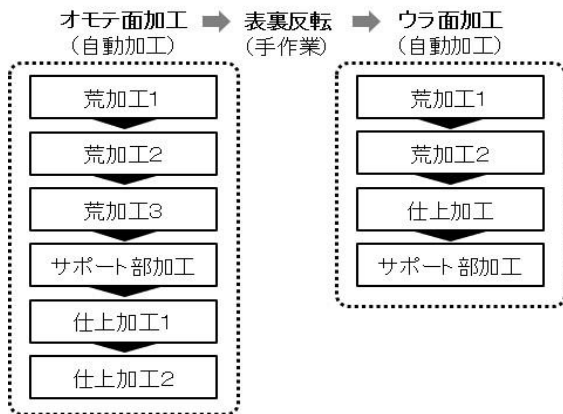 オモテ面加工 ➡ 表裏反転 ➡ ウラ面加工
(自動加工) (手作業) (自動加工)
荒加工1
荒加工2
荒加工3
サポート部加工
仕上加工1
仕上加工2
荒加工1
荒加工2
仕上加工
サポート部加工